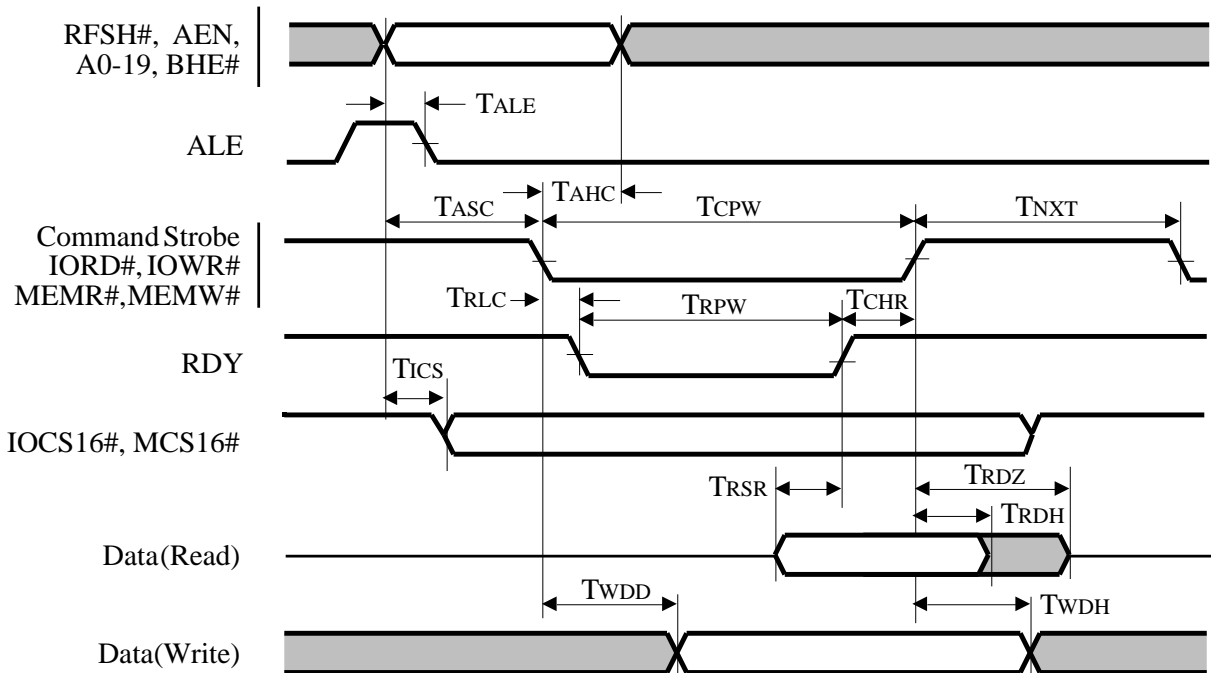 RFSH#, AEN,
A0-19, BHE#
TALE
ALE
TAHC
TASC
TCPW
TNXT
Command Strobe
IORD#, IOWR#
MEMR#,MEMW#
TRLC
TRPW
TCHR
RDY
TICS
IOCS16#, MCS16#
TRSR
TRDZ
TRDH
Data(Read)
TWDD
TWDH
Data(Write)